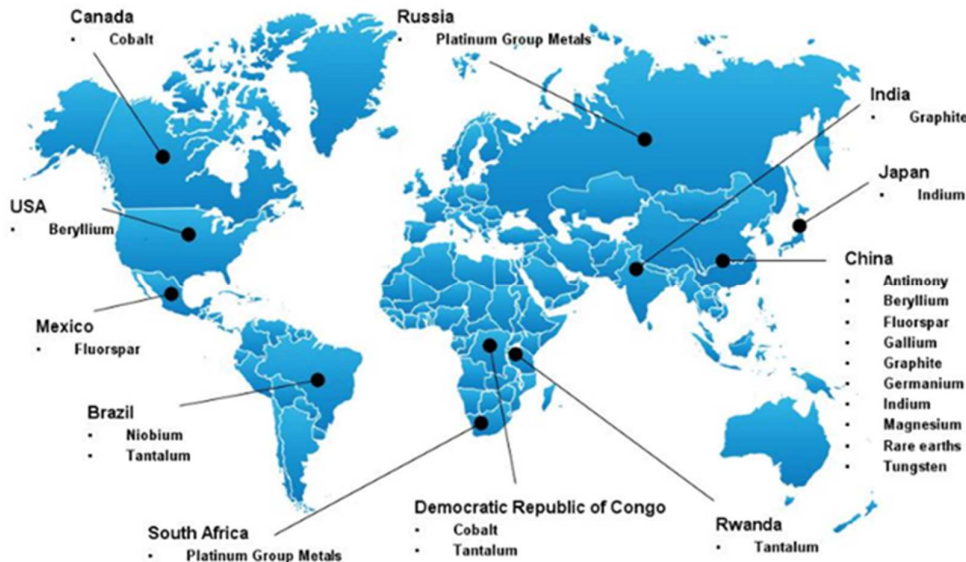 Canada
▪ Cobalt
Russia
▪ Platinum Group Metals
India
▪ Graphite
Japan
▪ Indium
USA
▪ Beryllium
China
▪ Antimony
▪ Beryllium
▪ Fluorspar
▪ Gallium
▪ Graphite
▪ Germanium
▪ Indium
▪ Magnesium
▪ Rare earths
▪ Tungsten
Mexico
▪ Fluorspar
Brazil
▪ Niobium
▪ Tantalum
South Africa
▪ Platinum Group Metals
Democratic Republic of Congo
▪ Cobalt
▪ Tantalum
Rwanda
▪ Tantalum